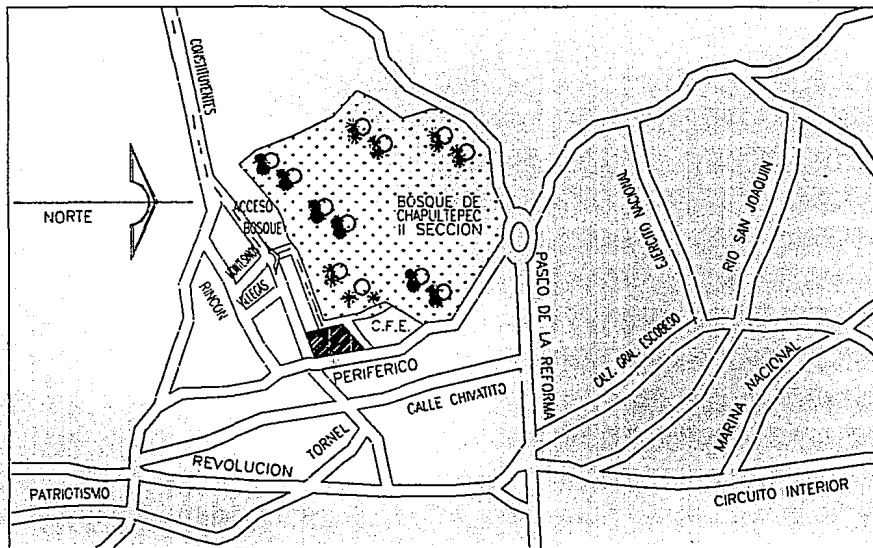 CONSTITUYENTES
NORTE
ACCESO
BOSQUE
BOSQUE DE
CHAPULTEPEC
II SECCION
EJERCITO NACIONAL
RIO SAN JOAQUIN
RINCON
C.F.E.
PERIFERICO
CALLE CHIVATITO
PASEO DE LA REFORMA
CALZ. GRAL. ESCOBEDO
MARINA NACIONAL
TORNEL
REVOLUCION
PATRIOTISMO
CIRCUITO INTERIOR